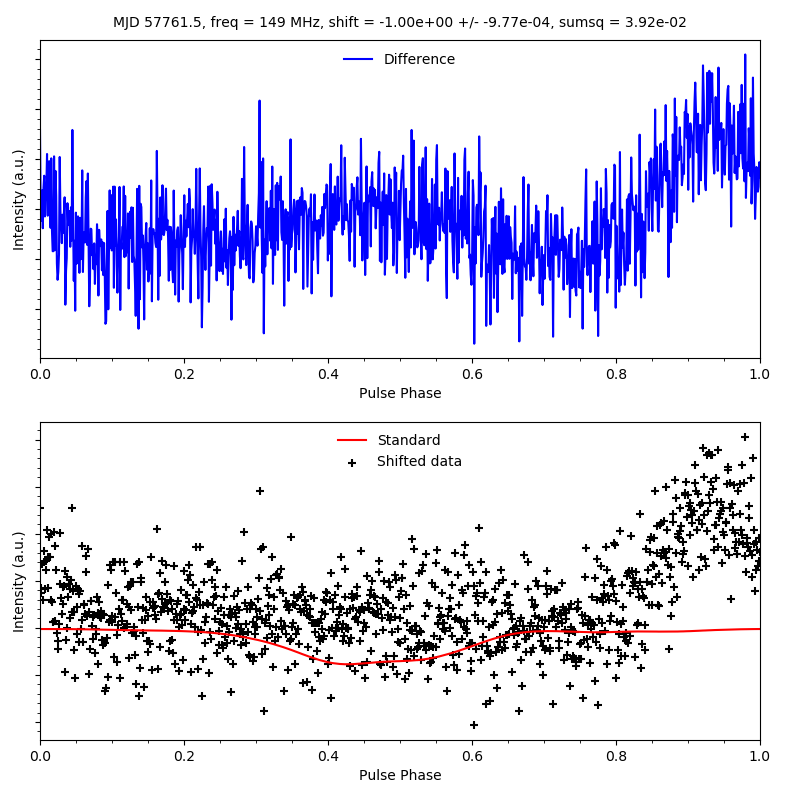 MJD 57761.5, freq = 149 MHz, shift = -1.00e+00 +/- -9.77e-04, sumsq = 3.92e-02
Difference
Intensity (a.u.)
0.0 0.2 0.4 0.6 0.8 1.0
Pulse Phase
Standard
Shifted data
Intensity (a.u.)
0.0 0.2 0.4 0.6 0.8 1.0
Pulse Phase